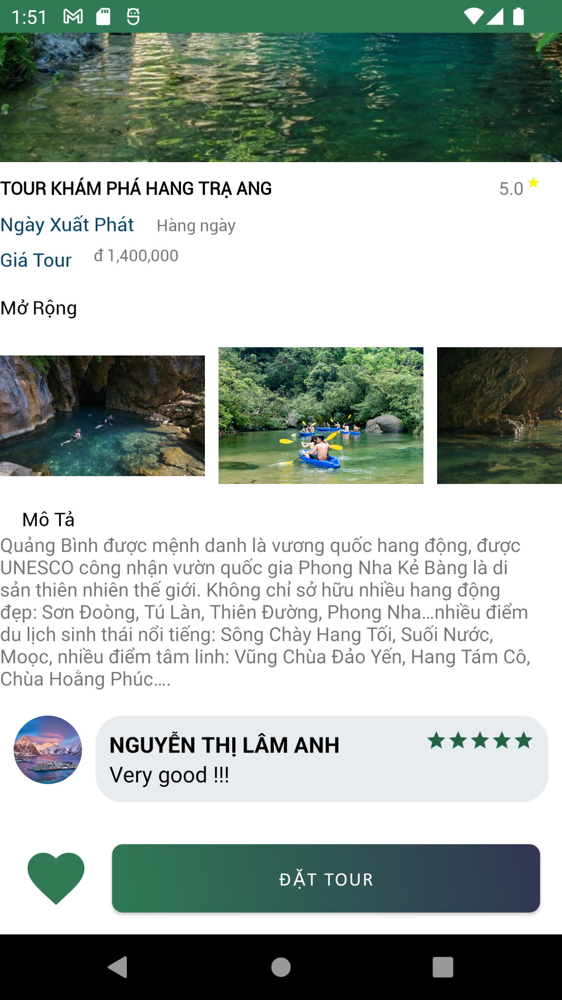 1:51
TOUR KHÁM PHÁ HANG TRẠ ANG
5.0
Ngày Xuất Phát Hàng ngày
Giá Tour đ 1,400,000
Mở Rộng
Mô Tả
Quảng Bình được mệnh danh là vương quốc hang động, được
UNESCO công nhận vườn quốc gia Phong Nha Kẻ Bàng là di
sản thiên nhiên thế giới. Không chỉ sở hữu nhiều hang động
đẹp: Sơn Đoòng, Tú Làn, Thiên Đường, Phong Nha...nhiều điểm
du lịch sinh thái nổi tiếng: Sông Chày Hang Tối, Suối Nước,
Moọc, nhiều điểm tâm linh: Vũng Chùa Đảo Yến, Hang Tám Cô,
Chùa Hoằng Phúc....
NGUYỄN THỊ LÂM ANH
Very good !!!
ĐẶT TOUR